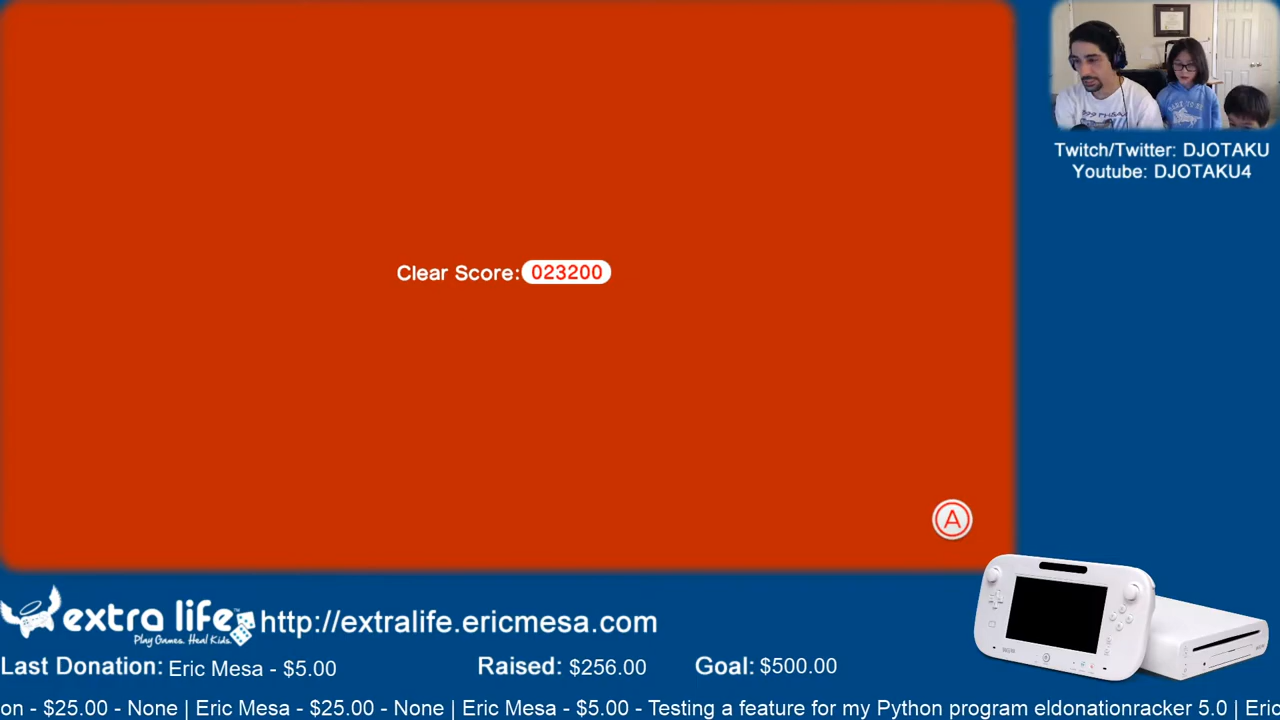 Twitch/Twitter: DJOTAKU
Youtube: DJOTAKU4
Clear Score: 023200
A
extra life
Play Games. Heal Kids.
http://extralife.ericmesa.com
Last Donation: Eric Mesa - $5.00
Raised: $256.00
Goal: $500.00
on - $25.00 - None | Eric Mesa - $25.00 - None | Eric Mesa - $5.00 - Testing a feature for my Python program eldonationracker 5.0 | Eric